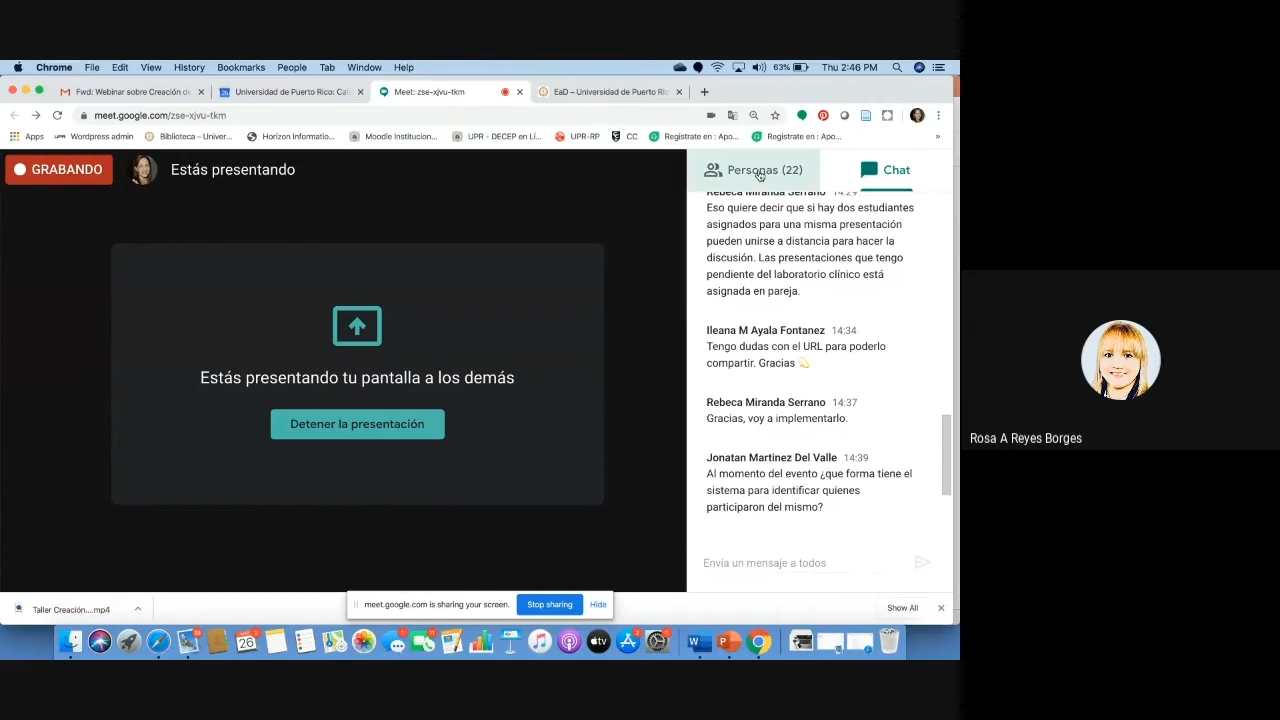 Chrome File Edit View History Bookmarks People Tab Window Help 63% Thu 2:46 PM
Fwd: Webinar sobre Creación de Universidad de Puerto Rico: Cal Meet: zse-xjvu-tkm EaD – Universidad de Puerto Ric
meet.google.com/zse-xjvu-tkm
Apps Wordpress admin Biblioteca – Univer... Horizon Informatio... Moodle Institucion... UPR - DECEP en Lí... UPR-RP CC Registrate en : Apo... Registrate en : Apo... »
GRABANDO Estás presentando
Personas (22) Chat
Rebeca Miranda Serrano 14:29
Eso quiere decir que si hay dos estudiantes
asignados para una misma presentación
pueden unirse a distancia para hacer la
discusión. Las presentaciones que tengo
pendiente del laboratorio clínico está
asignada en pareja.
Ileana M Ayala Fontanez 14:34
Tengo dudas con el URL para poderlo
compartir. Gracias 💫
Rebeca Miranda Serrano 14:37
Gracias, voy a implementarlo.
Jonatan Martinez Del Valle 14:39
Al momento del evento ¿que forma tiene el
sistema para identificar quienes
participaron del mismo?
Envía un mensaje a todos
Estás presentando tu pantalla a los demás
Detener la presentación
Rosa A Reyes Borges
meet.google.com is sharing your screen. Stop sharing Hide
Taller Creación....mp4 Show All
26